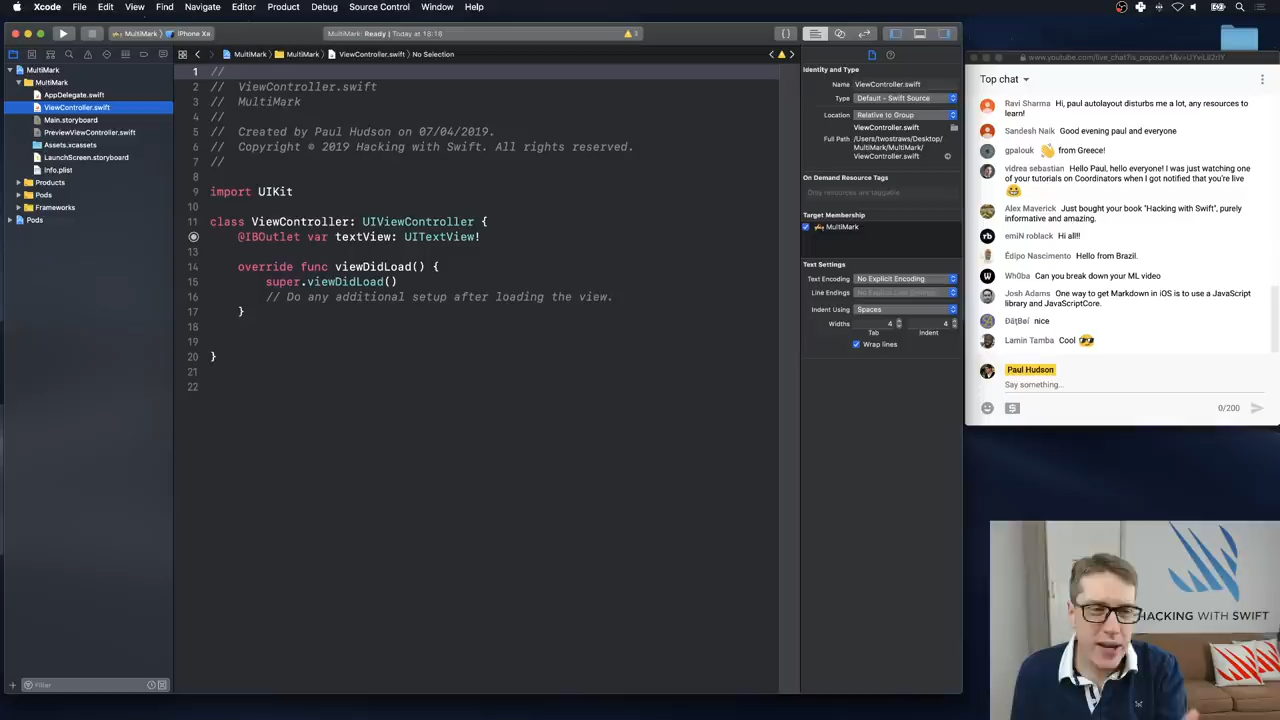 Xcode File Edit View Find Navigate Editor Product Debug Source Control Window Help
MultiMark iPhone Xʀ
MultiMark: Ready | Today at 18:18
3
MultiMark MultiMark ViewController.swift No Selection
MultiMark
MultiMark
AppDelegate.swift
ViewController.swift
Main.storyboard
PreviewViewController.swift
Assets.xcassets
LaunchScreen.storyboard
Info.plist
Products
Pods
Frameworks
Pods
Filter
1 //
2 // ViewController.swift
3 // MultiMark
4 //
5 // Created by Paul Hudson on 07/04/2019.
6 // Copyright © 2019 Hacking with Swift. All rights reserved.
7 //
8
9 import UIKit
10
11 class ViewController: UIViewController {
@IBOutlet var textView: UITextView!
13
14 override func viewDidLoad() {
15 super.viewDidLoad()
16 // Do any additional setup after loading the view.
17 }
18
19
20 }
21
22
Identity and Type
Name ViewController.swift
Type Default - Swift Source
Location Relative to Group
ViewController.swift
Full Path /Users/twostraws/Desktop/
MultiMark/MultiMark/
ViewController.swift
On Demand Resource Tags
Only resources are taggable
Target Membership
MultiMark
Text Settings
Text Encoding No Explicit Encoding
Line Endings No Explicit Line Endings
Indent Using Spaces
Widths 4 4
Tab Indent
Wrap lines
Top chat
Ravi Sharma Hi, paul autolayout disturbs me a lot, any resources to
learn!
Sandesh Naik Good evening paul and everyone
gpalouk 👋 from Greece!
vidrea sebastian Hello Paul, hello everyone! I was just watching one
of your tutorials on Coordinators when I got notified that you're live
😁
Alex Maverick Just bought your book "Hacking with Swift", purely
informative and amazing.
rb emiN roblack Hi all!!
Édipo Nascimento Hello from Brazil.
W Wh0ba Can you break down your ML video
Josh Adams One way to get Markdown in iOS is to use a JavaScript
library and JavaScriptCore.
ĐāţBøí nice
Lamin Tamba Cool 😎
Paul Hudson
Say something...
0/200
HACKING WITH SWIFT